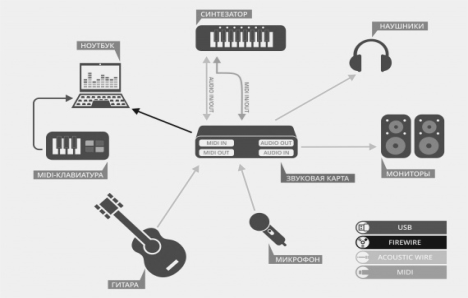 СИНТЕЗАТОР
НАУШНИКИ
НОУТБУК
AUDIO IN/OUT
MIDI IN/OUT
MIDI IN
AUDIO OUT
MIDI OUT
AUDIO IN
MIDI-КЛАВИАТУРА
ЗВУКОВАЯ КАРТА
МОНИТОРЫ
USB
FIREWIRE
ACOUSTIC WIRE
MIDI
МИКРОФОН
ГИТАРА